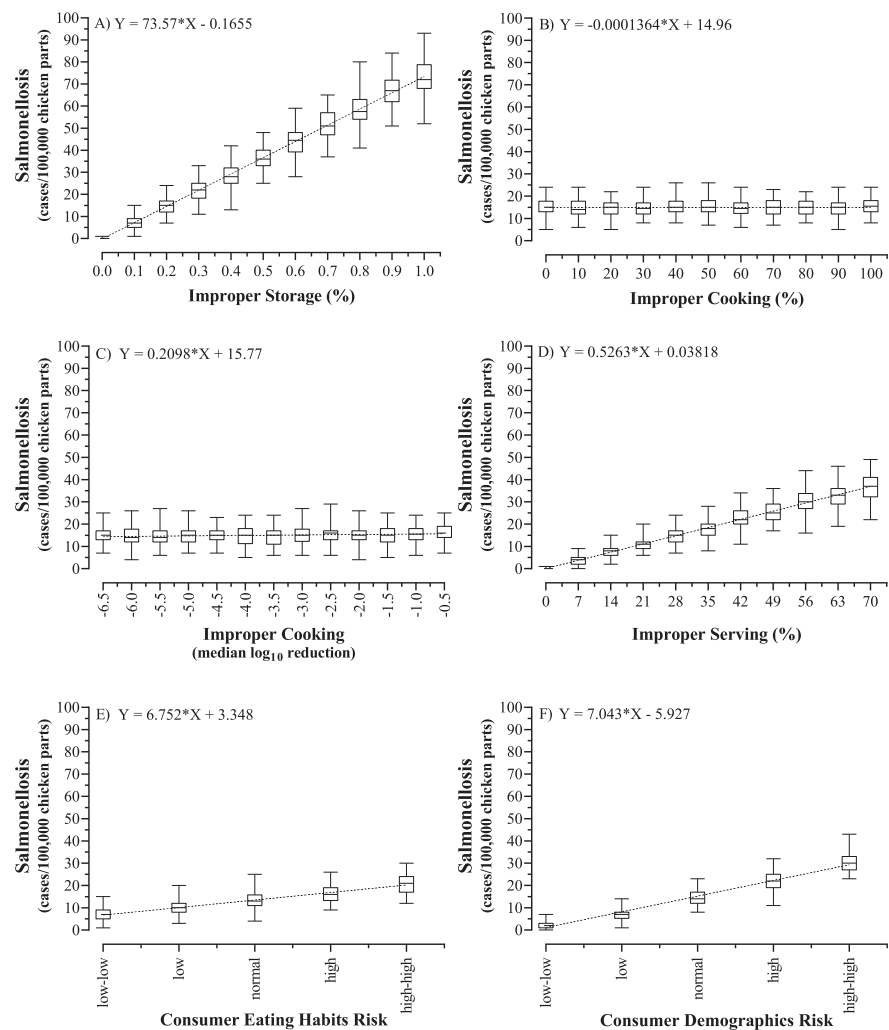 A) Y = 73.57*X - 0.1655
Salmonellosis
(cases/100,000 chicken parts)
100
90
80
70
60
50
40
30
20
10
0
0.0 0.1 0.2 0.3 0.4 0.5 0.6 0.7 0.8 0.9 1.0
Improper Storage (%)
B) Y = -0.0001364*X + 14.96
Salmonellosis
(cases/100,000 chicken parts)
100
90
80
70
60
50
40
30
20
10
0
0 10 20 30 40 50 60 70 80 90 100
Improper Cooking (%)
C) Y = 0.2098*X + 15.77
Salmonellosis
(cases/100,000 chicken parts)
100
90
80
70
60
50
40
30
20
10
0
-6.5 -6.0 -5.5 -5.0 -4.5 -4.0 -3.5 -3.0 -2.5 -2.0 -1.5 -1.0 -0.5
Improper Cooking
(median log10 reduction)
D) Y = 0.5263*X + 0.03818
Salmonellosis
(cases/100,000 chicken parts)
100
90
80
70
60
50
40
30
20
10
0
0 7 14 21 28 35 42 49 56 63 70
Improper Serving (%)
E) Y = 6.752*X + 3.348
Salmonellosis
(cases/100,000 chicken parts)
100
90
80
70
60
50
40
30
20
10
0
low-low low normal high high-high
Consumer Eating Habits Risk
F) Y = 7.043*X - 5.927
Salmonellosis
(cases/100,000 chicken parts)
100
90
80
70
60
50
40
30
20
10
0
low-low low normal high high-high
Consumer Demographics Risk